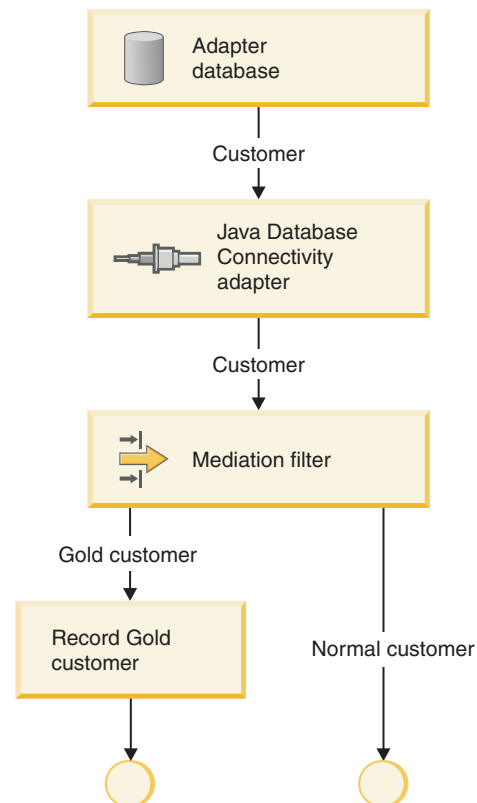 Adapter
database
Customer
Java Database
Connectivity
adapter
Customer
Mediation filter
Gold customer
Record Gold
customer
Normal customer